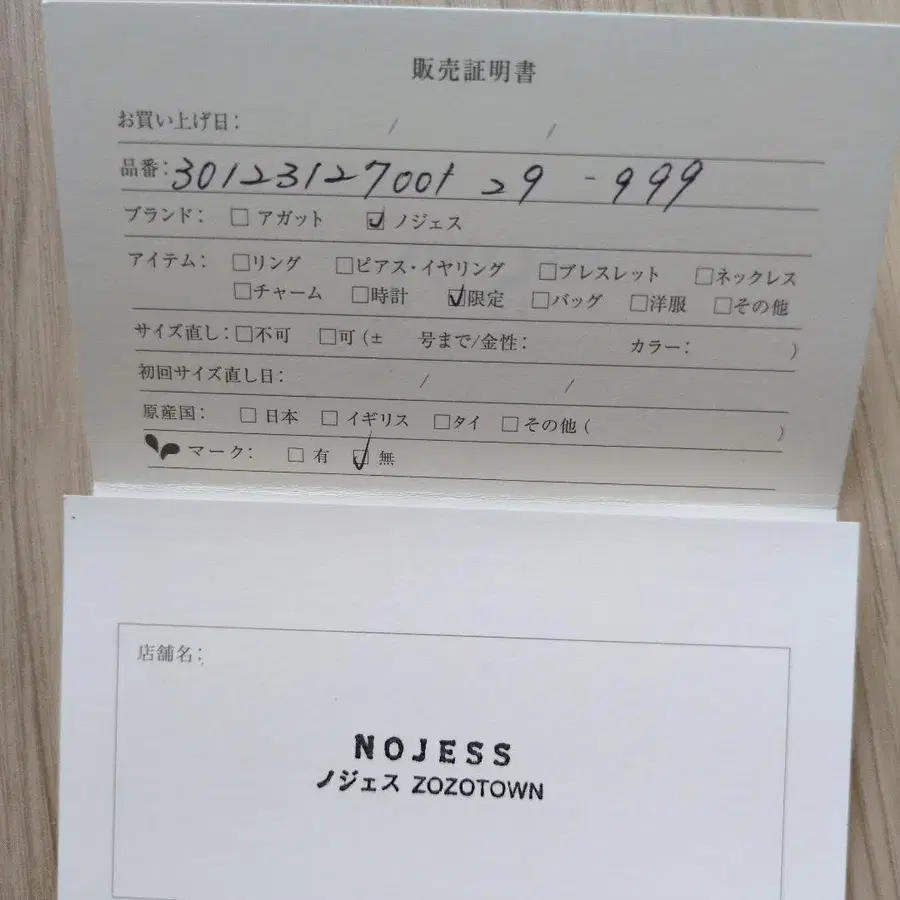 販売証明書
お買い上げ日: / /
品番: 30123127001 29 - 999
ブランド: □ アガット ☑ ノジェス
アイテム: □リング □ピアス・イヤリング □ブレスレット □ネックレス
□チャーム □時計 ☑限定 □バッグ □洋服 □その他
サイズ直し: □不可 □可 (± 号まで/金性: カラー: )
初回サイズ直し日: / /
原産国: □ 日本 □ イギリス □タイ □ その他 ( )
マーク: □ 有 ☑ 無
店舗名:
NOJESS
ノジェス ZOZOTOWN